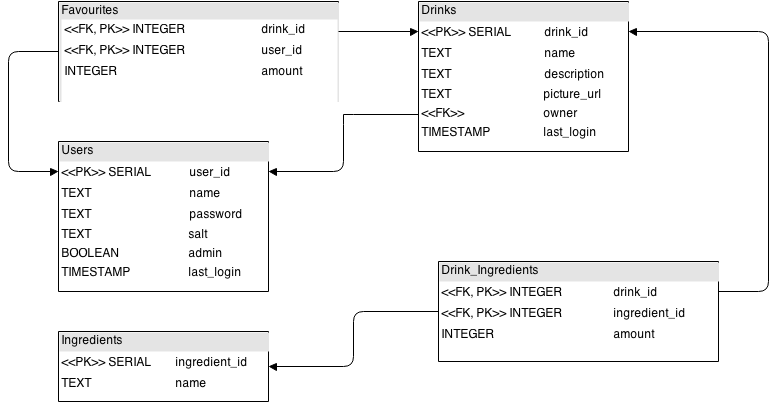 Favourites
<<FK, PK>> INTEGER drink_id
<<FK, PK>> INTEGER user_id
INTEGER amount
Drinks
<<PK>> SERIAL drink_id
TEXT name
TEXT description
TEXT picture_url
<<FK>> owner
TIMESTAMP last_login
Users
<<PK>> SERIAL user_id
TEXT name
TEXT password
TEXT salt
BOOLEAN admin
TIMESTAMP last_login
Drink_Ingredients
<<FK, PK>> INTEGER drink_id
<<FK, PK>> INTEGER ingredient_id
INTEGER amount
Ingredients
<<PK>> SERIAL ingredient_id
TEXT name